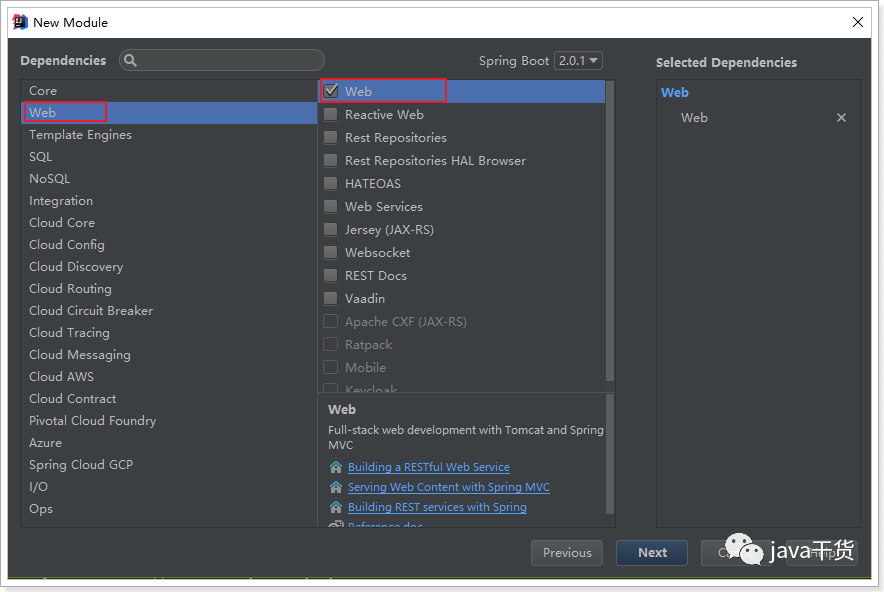 New Module
Dependencies
Spring Boot 2.0.1
Selected Dependencies
Core
Web
Template Engines
SQL
NoSQL
Integration
Cloud Core
Cloud Config
Cloud Discovery
Cloud Routing
Cloud Circuit Breaker
Cloud Tracing
Cloud Messaging
Cloud AWS
Cloud Contract
Pivotal Cloud Foundry
Azure
Spring Cloud GCP
I/O
Ops
Web
Reactive Web
Rest Repositories
Rest Repositories HAL Browser
HATEOAS
Web Services
Jersey (JAX-RS)
Websocket
REST Docs
Vaadin
Apache CXF (JAX-RS)
Ratpack
Mobile
Keycloak
Web
Full-stack web development with Tomcat and Spring
MVC
Building a RESTful Web Service
Serving Web Content with Spring MVC
Building REST services with Spring
Reference doc
Web
Web
Previous
Next
Help
java干货